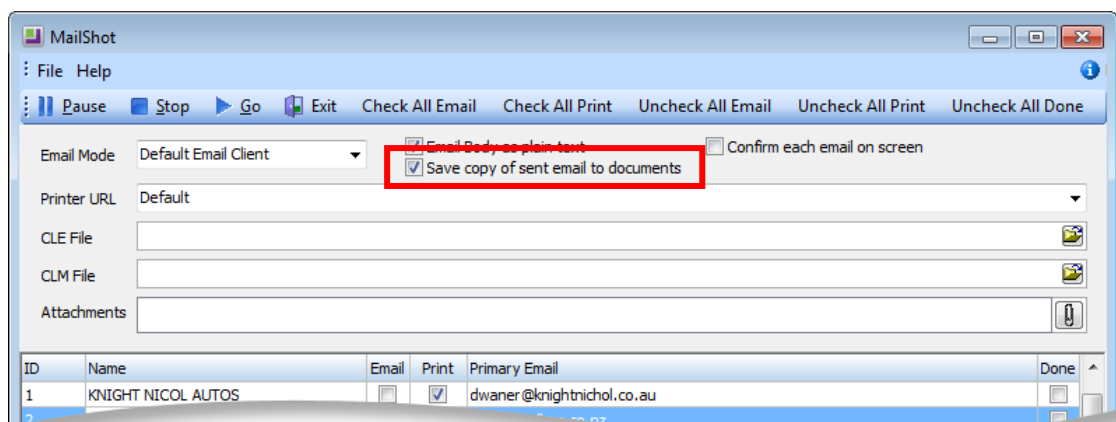 MailShot
File Help
Pause Stop Go Exit Check All Email Check All Print Uncheck All Email Uncheck All Print Uncheck All Done
Email Mode Default Email Client Email Body as plain text Confirm each email on screen
Save copy of sent email to documents
Printer URL Default
CLE File
CLM File
Attachments
ID Name Email Print Primary Email Done
1 KNIGHT NICOL AUTOS dwaner@knightnichol.co.au
2